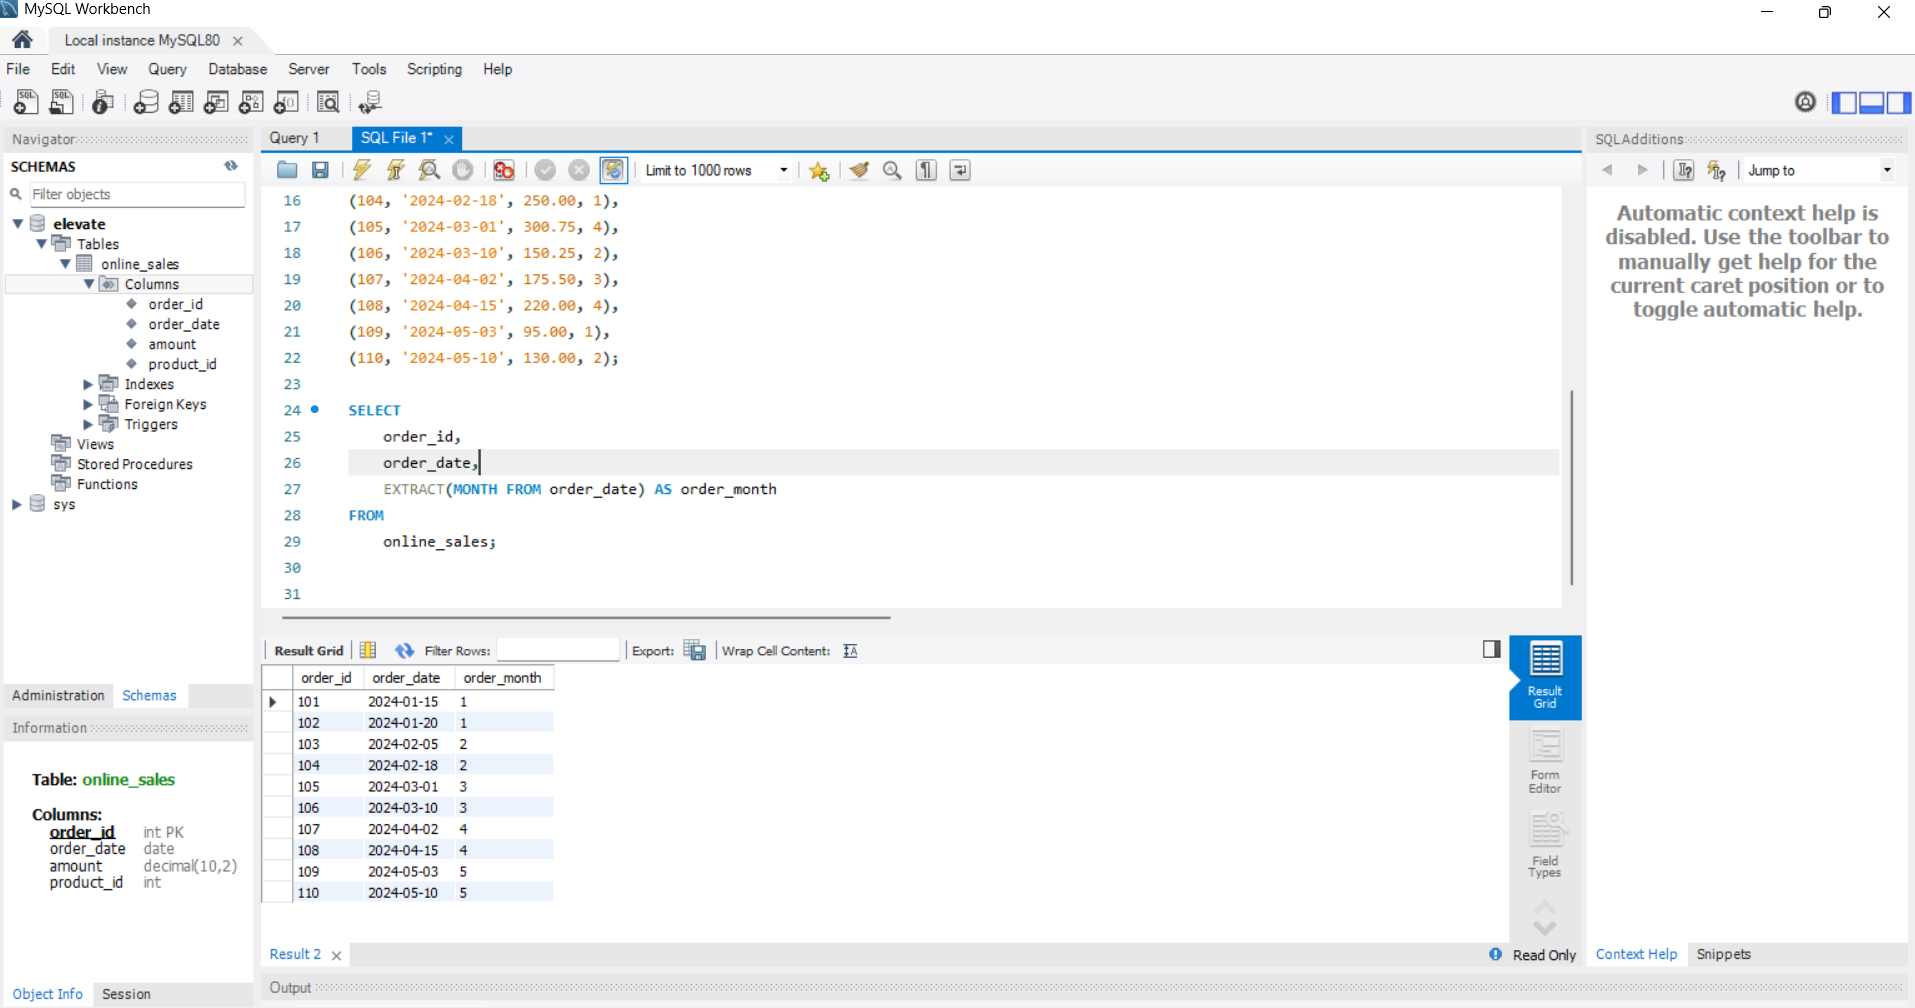 MySQL Workbench
Local instance MySQL80
File Edit View Query Database Server Tools Scripting Help
Navigator
SCHEMAS
Filter objects
elevate
Tables
online_sales
Columns
order_id
order_date
amount
product_id
Indexes
Foreign Keys
Triggers
Views
Stored Procedures
Functions
sys
Administration Schemas
Information
Table: online_sales
Columns:
order_id int PK
order_date date
amount decimal(10,2)
product_id int
Object Info Session
Query 1 SQL File 1*
Limit to 1000 rows
16 (104, '2024-02-18', 250.00, 1),
17 (105, '2024-03-01', 300.75, 4),
18 (106, '2024-03-10', 150.25, 2),
19 (107, '2024-04-02', 175.50, 3),
20 (108, '2024-04-15', 220.00, 4),
21 (109, '2024-05-03', 95.00, 1),
22 (110, '2024-05-10', 130.00, 2);
23
24 SELECT
25 order_id,
26 order_date,
27 EXTRACT(MONTH FROM order_date) AS order_month
28 FROM
29 online_sales;
30
31
Result Grid Filter Rows: Export: Wrap Cell Content:
order_id order_date order_month
101 2024-01-15 1
102 2024-01-20 1
103 2024-02-05 2
104 2024-02-18 2
105 2024-03-01 3
106 2024-03-10 3
107 2024-04-02 4
108 2024-04-15 4
109 2024-05-03 5
110 2024-05-10 5
Result
Grid
Form
Editor
Field
Types
Result 2
Read Only
Output
SQLAdditions
Jump to
Automatic context help is
disabled. Use the toolbar to
manually get help for the
current caret position or to
toggle automatic help.
Context Help Snippets